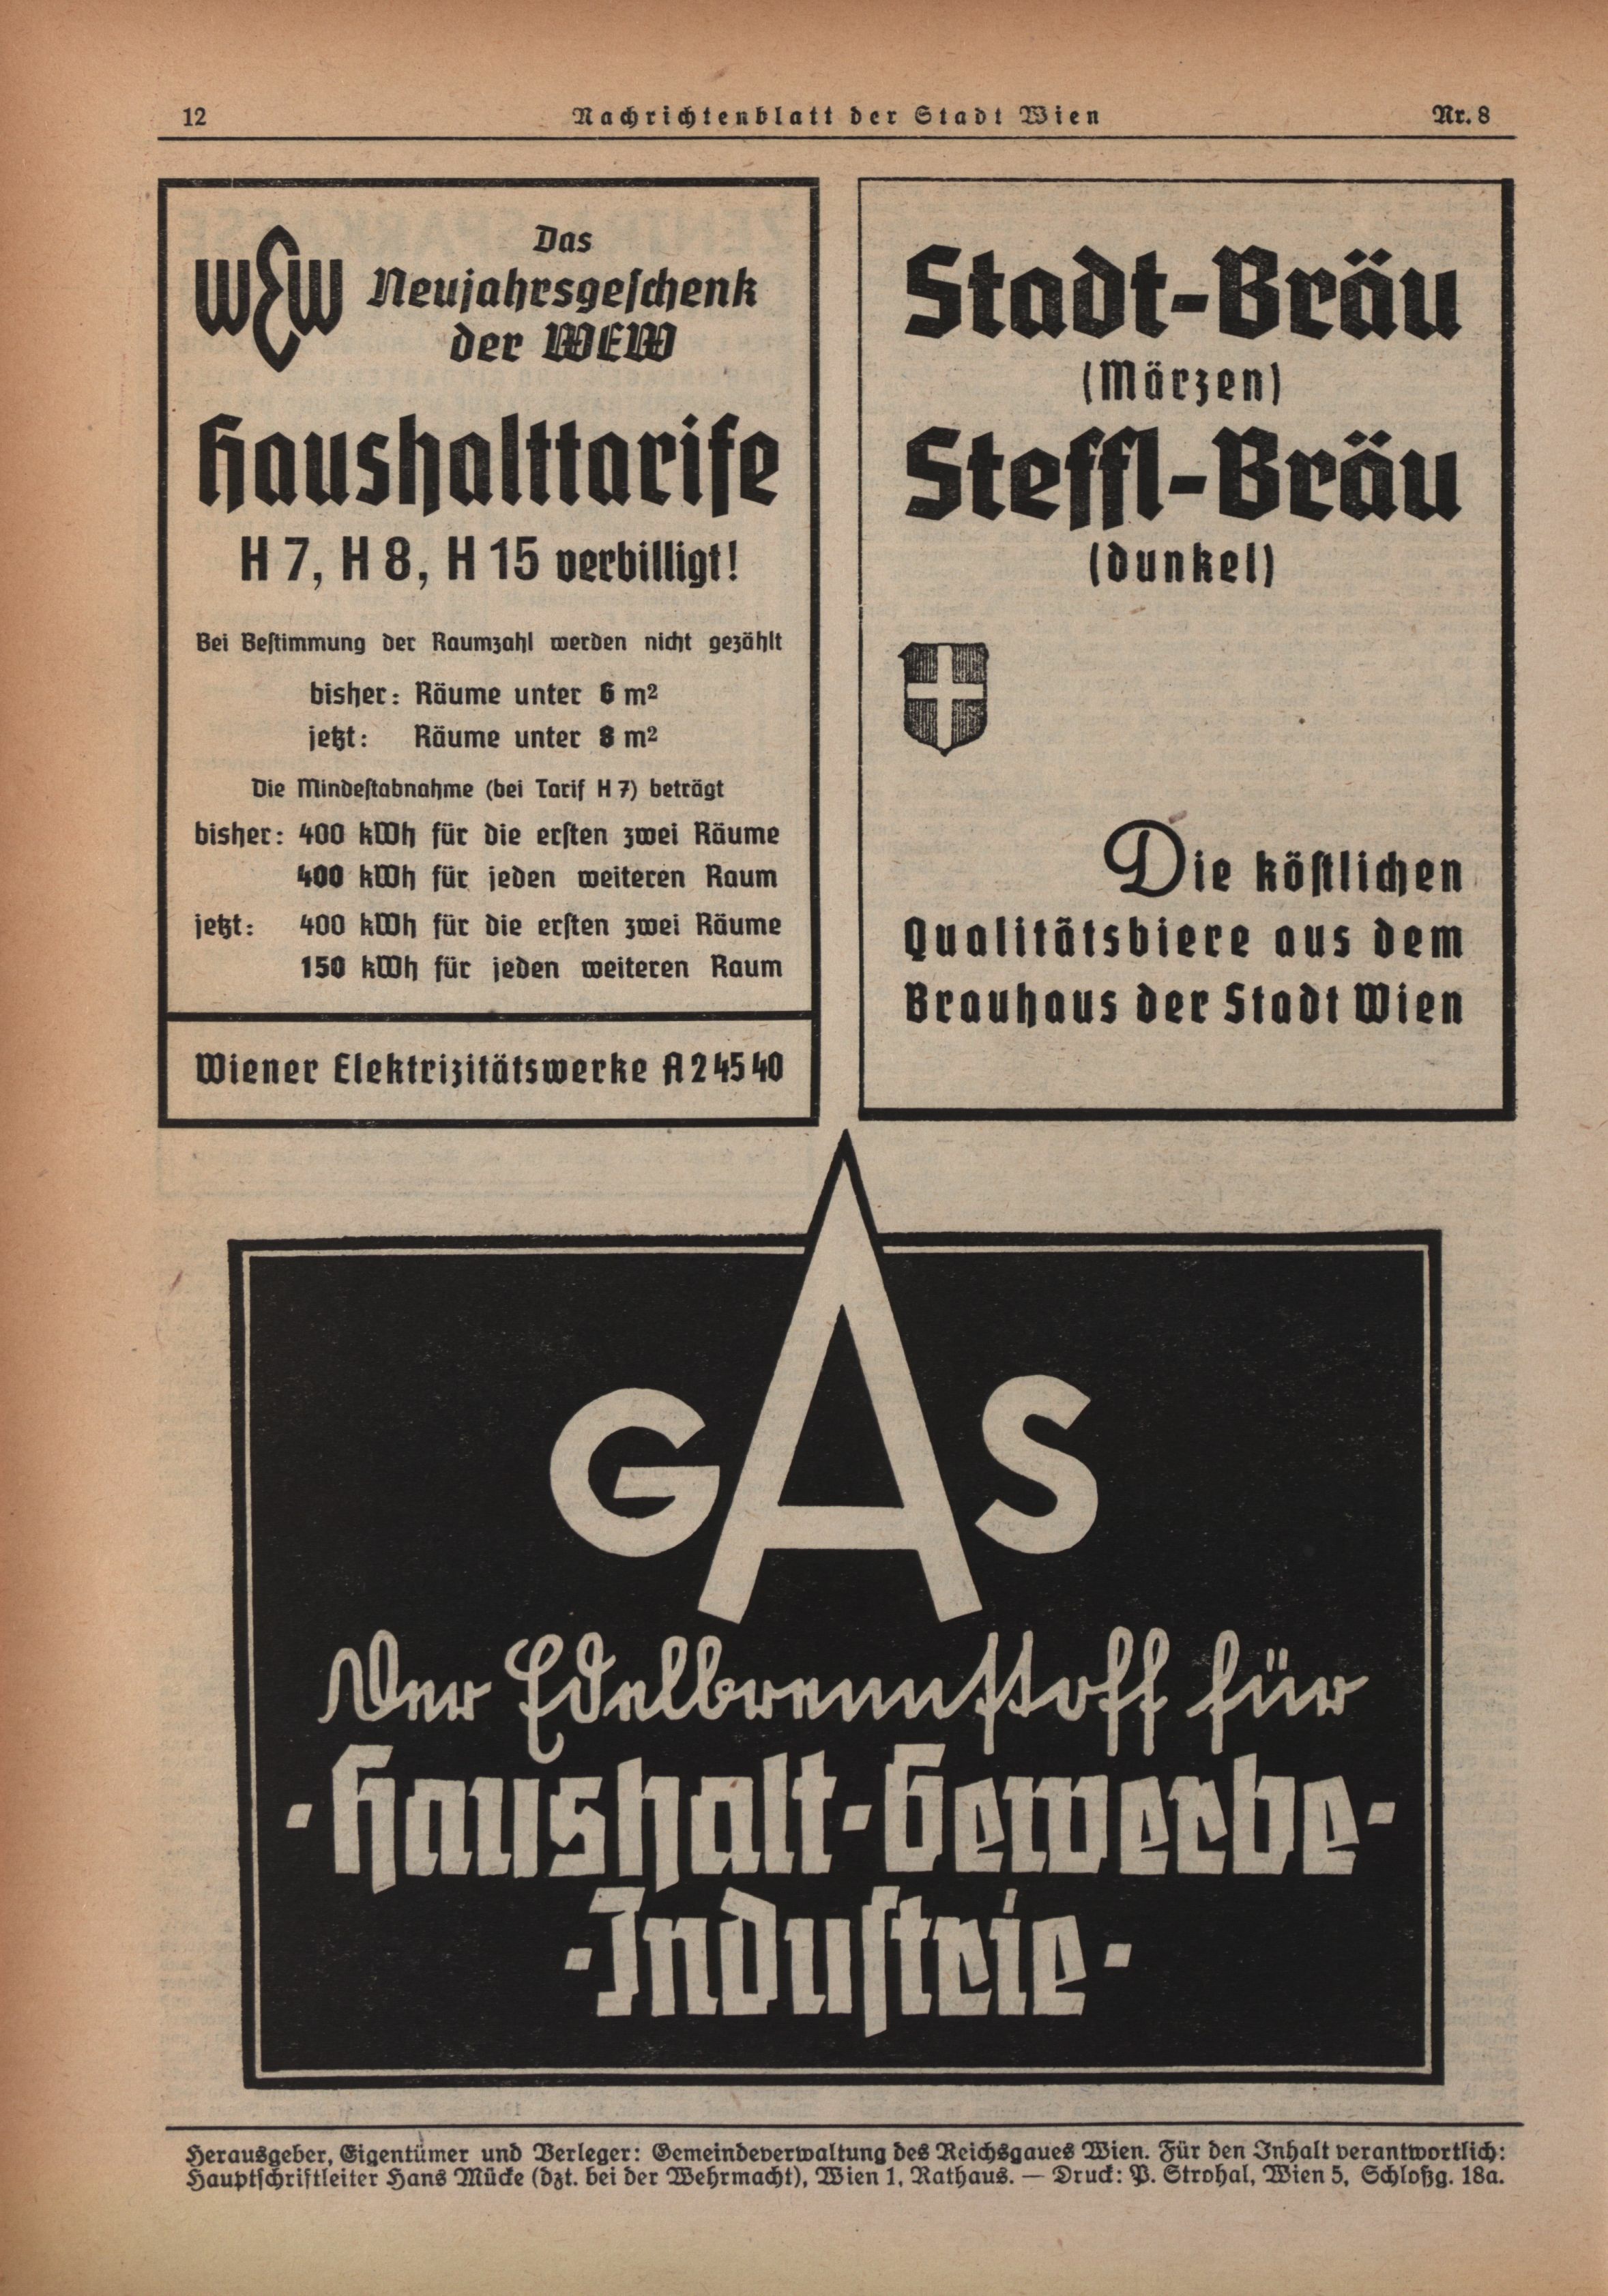 12
Nachrichtenblatt der Stadt Wien
Nr. 8
WEW
Das
Neujahrsgeschenk
der WEW
Haushalttarife
H 7, H 8, H 15 verbilligt!
Bei Bestimmung der Raumzahl werden nicht gezählt
bisher: Räume unter 6 m²
jetzt: Räume unter 8 m²
Die Mindestabnahme (bei Tarif H 7) beträgt
bisher: 400 kWh für die ersten zwei Räume
400 kWh für jeden weiteren Raum
jetzt: 400 kWh für die ersten zwei Räume
150 kWh für jeden weiteren Raum
Wiener Elektrizitätswerke A 2 45 40
Stadt-Bräu
(Märzen)
Steffl-Bräu
(dunkel)
Die köstlichen
Qualitätsbiere aus dem
Brauhaus der Stadt Wien
GAS
Der Edelbrennstoff für
-Haushalt-Gewerbe-
-Industrie-
Herausgeber, Eigentümer und Verleger: Gemeindeverwaltung des Reichsgaues Wien. Für den Inhalt verantwortlich:
Hauptschriftleiter Hans Mücke (dzt. bei der Wehrmacht), Wien 1, Rathaus. — Druck: P. Strohal, Wien 5, Schloßg. 18a.